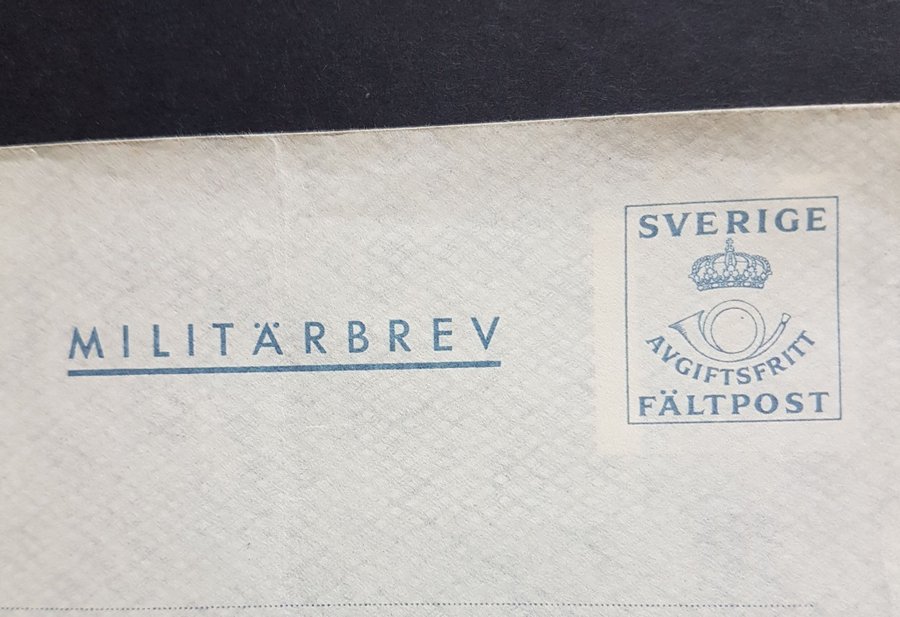 SVERIGE
MILITÄRBREV
AVGIFTSFRITT
FÄLTPOST